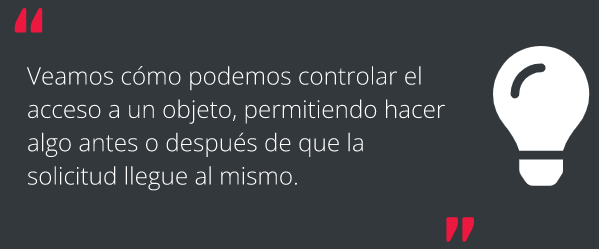 “
Veamos cómo podemos controlar el
acceso a un objeto, permitiendo hacer
algo antes o después de que la
solicitud llegue al mismo.
”